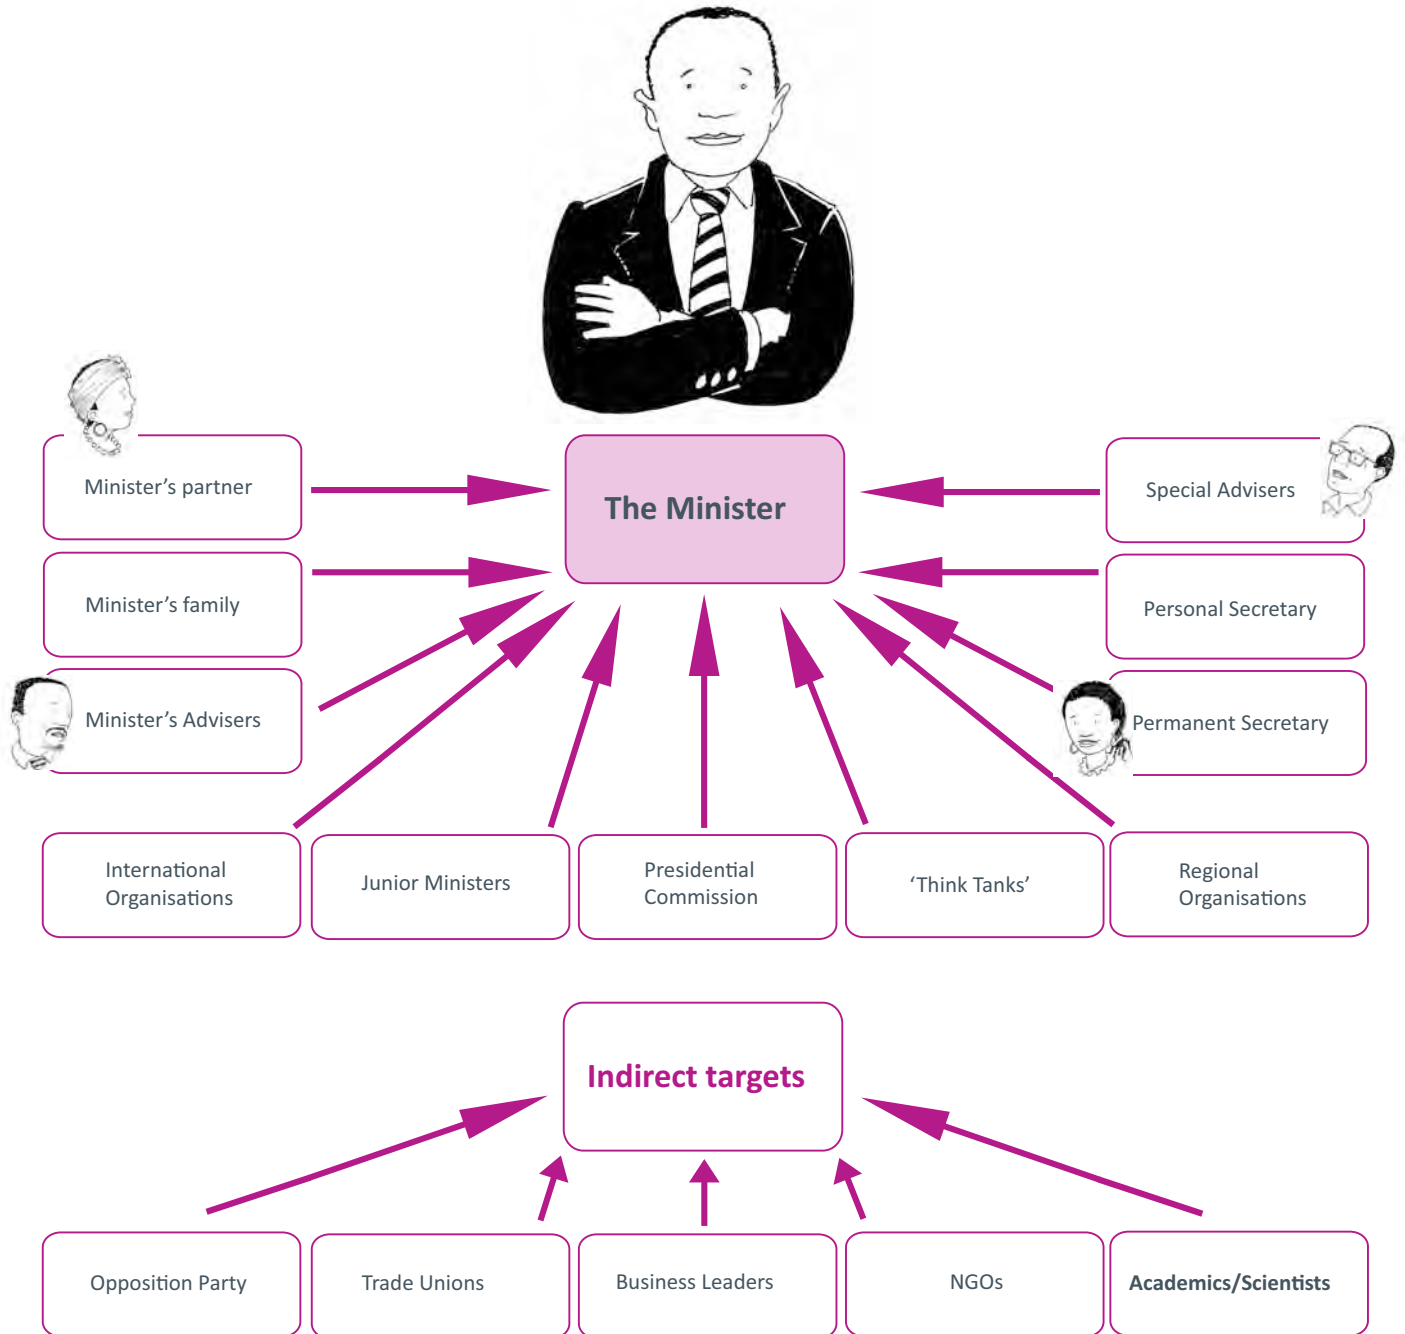 Minister’s partner
The Minister
Special Advisers
Minister’s family
Personal Secretary
Minister’s Advisers
Permanent Secretary
International
Organisations
Junior Ministers
Presidential
Commission
‘Think Tanks’
Regional
Organisations
Indirect targets
Opposition Party
Trade Unions
Business Leaders
NGOs
Academics/Scientists